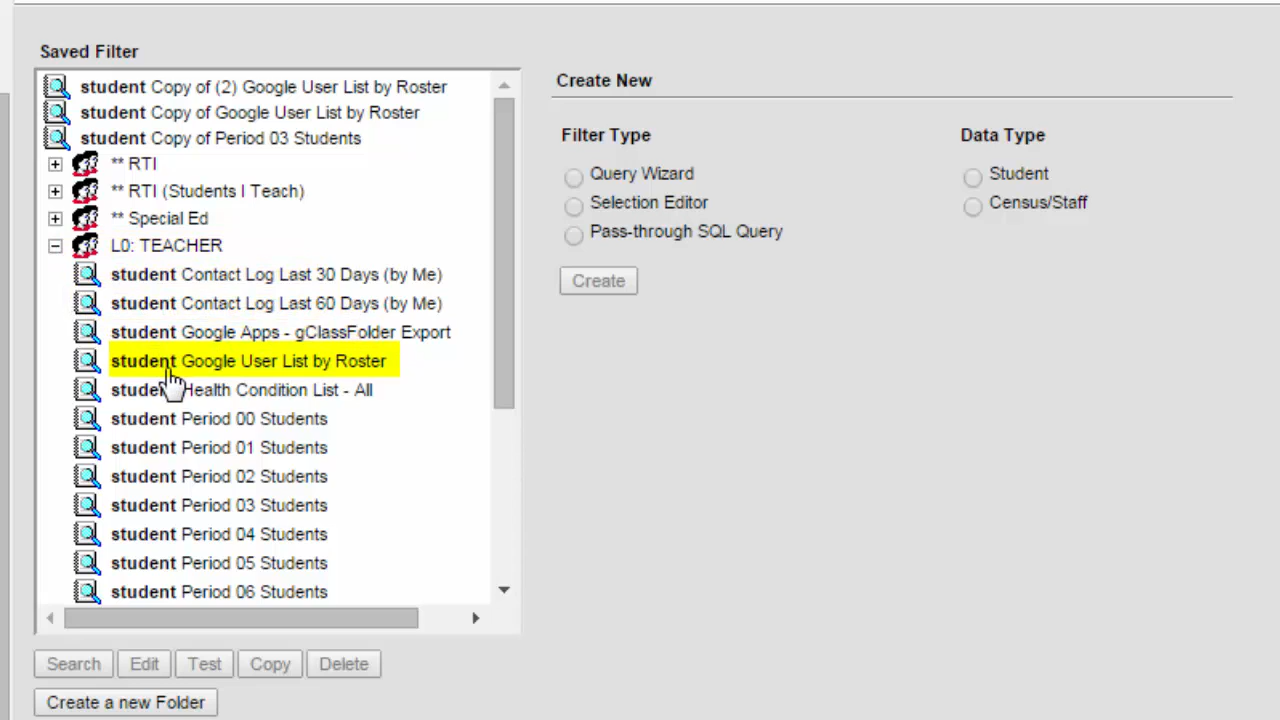 Saved Filter
student Copy of (2) Google User List by Roster
student Copy of Google User List by Roster
student Copy of Period 03 Students
** RTI
** RTI (Students I Teach)
** Special Ed
L0: TEACHER
student Contact Log Last 30 Days (by Me)
student Contact Log Last 60 Days (by Me)
student Google Apps - gClassFolder Export
student Google User List by Roster
student Health Condition List - All
student Period 00 Students
student Period 01 Students
student Period 02 Students
student Period 03 Students
student Period 04 Students
student Period 05 Students
student Period 06 Students
Search Edit Test Copy Delete
Create a new Folder
Create New
Filter Type
Query Wizard
Selection Editor
Pass-through SQL Query
Create
Data Type
Student
Census/Staff